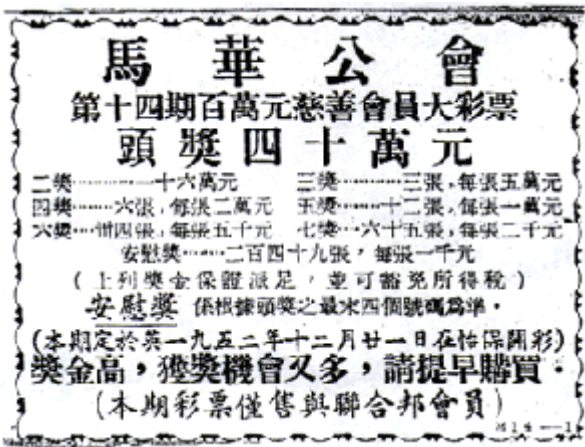 馬華公會
第十四期百萬元慈善會員大彩票
頭獎四十萬元
二獎………一十六萬元 三獎………三張，每張五萬元
四獎……六張，每張二萬元 五獎……十二張，每張一萬元
六獎…卅四張，每張五千元 七獎…六十五張，每張二千元
安慰獎……二百四十九張，每張一千元
（上列獎金保證派足，並可豁免所得稅）
安慰獎 係根據頭獎之最末四個號碼為準。
（本期定於英一九五二年十二月廿一日在怡保開彩）
獎金高，獲獎機會又多，請提早購買。
（本期彩票僅售與聯合邦會員）